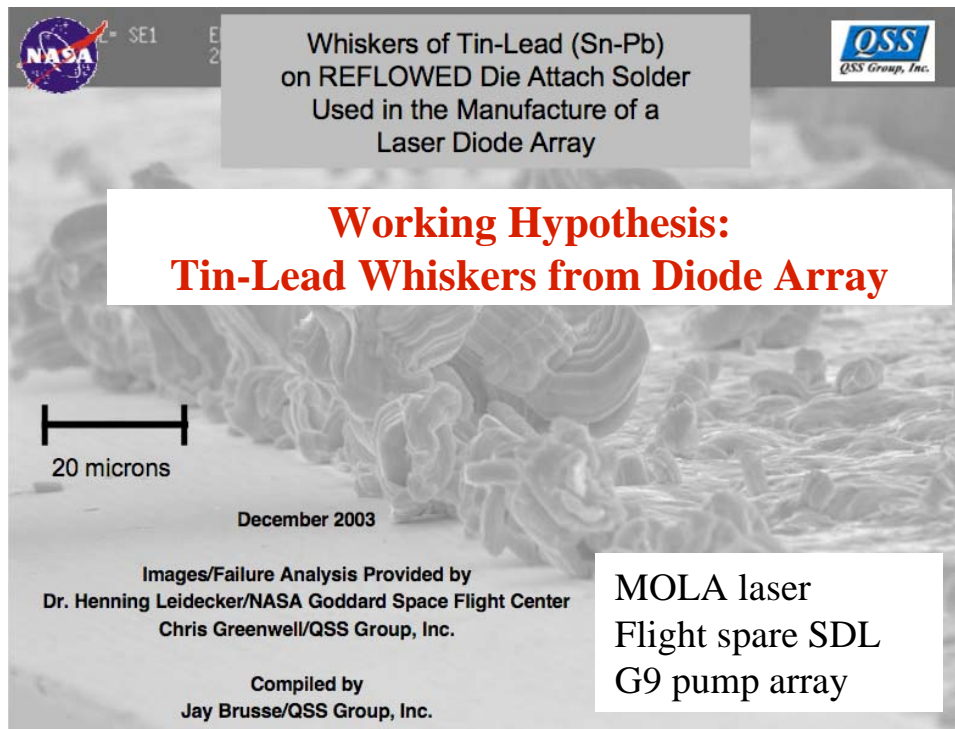 NASA
= SE1
QSS
QSS Group, Inc.
Whiskers of Tin-Lead (Sn-Pb)
on REFLOWED Die Attach Solder
Used in the Manufacture of a
Laser Diode Array
Working Hypothesis:
Tin-Lead Whiskers from Diode Array
20 microns
December 2003
Images/Failure Analysis Provided by
Dr. Henning Leidecker/NASA Goddard Space Flight Center
Chris Greenwell/QSS Group, Inc.
Compiled by
Jay Brusse/QSS Group, Inc.
MOLA laser
Flight spare SDL
G9 pump array